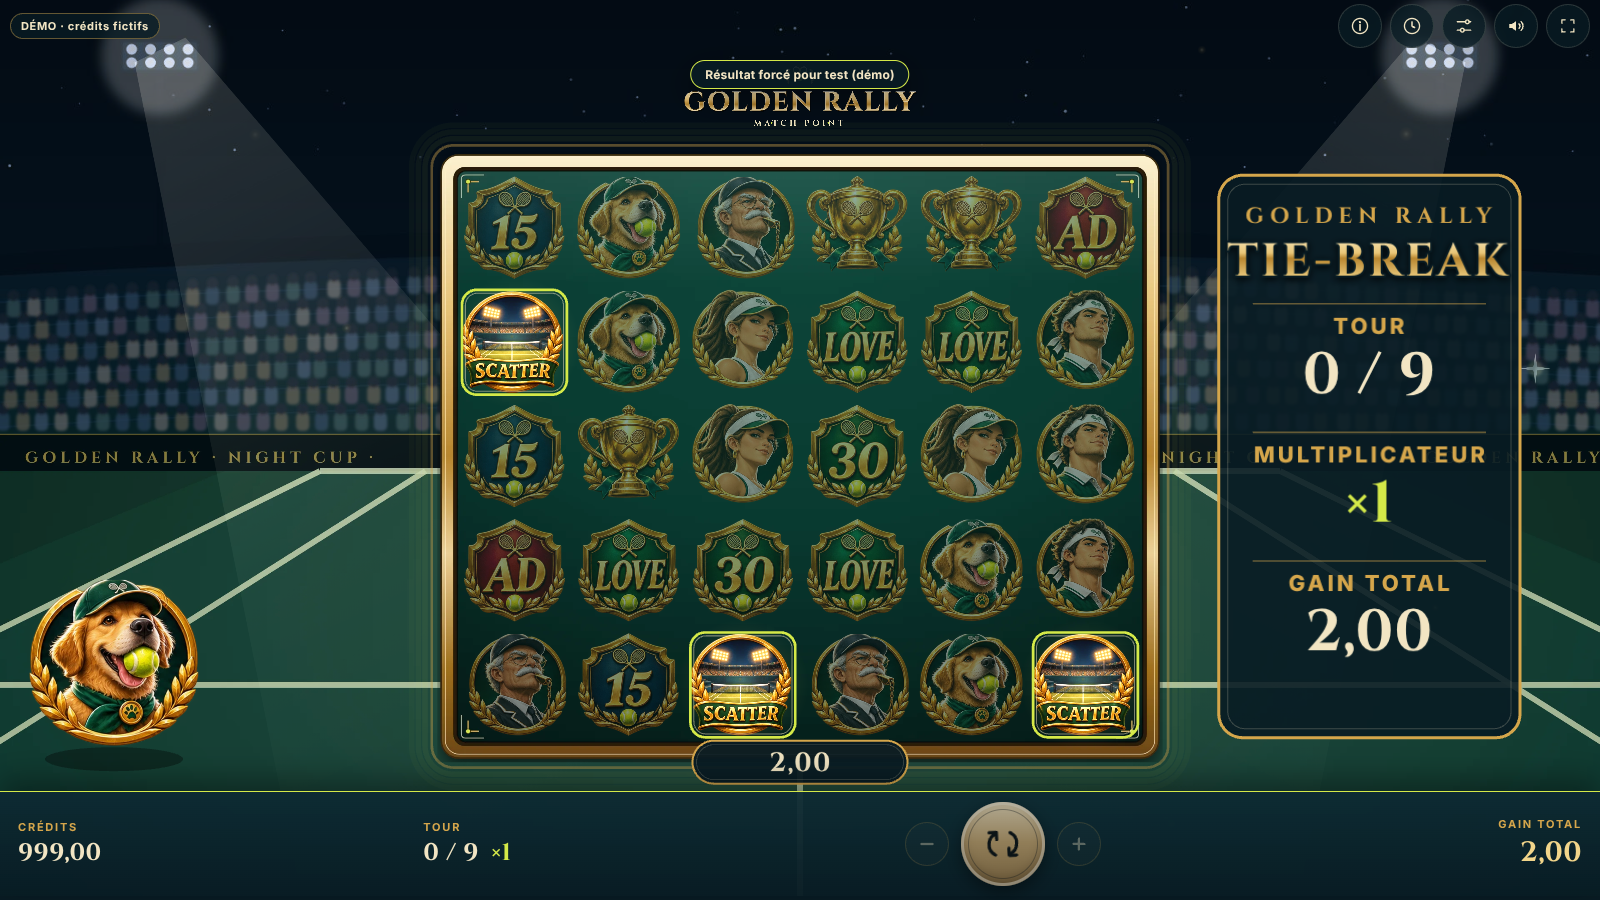 DÉMO · crédits fictifs
Résultat forcé pour test (démo)
GOLDEN RALLY
MATCH POINT
15
AD
SCATTER
LOVE
LOVE
15
30
AD
LOVE
30
LOVE
15
SCATTER
SCATTER
2,00
GOLDEN RALLY · NIGHT CUP ·
NIGHT
RALLY
GOLDEN RALLY
TIE-BREAK
TOUR
0 / 9
MULTIPLICATEUR
×1
GAIN TOTAL
2,00
CRÉDITS
999,00
TOUR
0 / 9 ×1
GAIN TOTAL
2,00